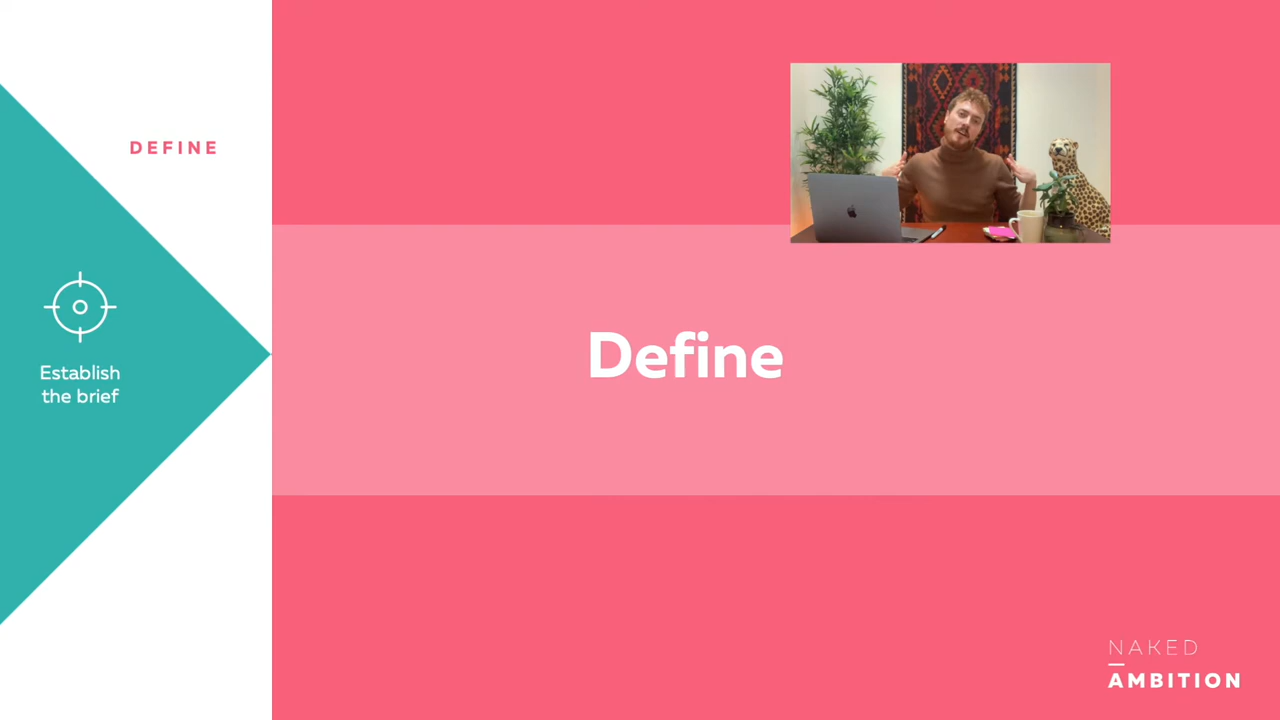 DEFINE
Establish
the brief
Define
NAKED
AMBITION